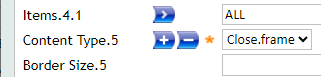 Items.4.1 ALL
Content Type.5 * Close.frame
Border Size.5